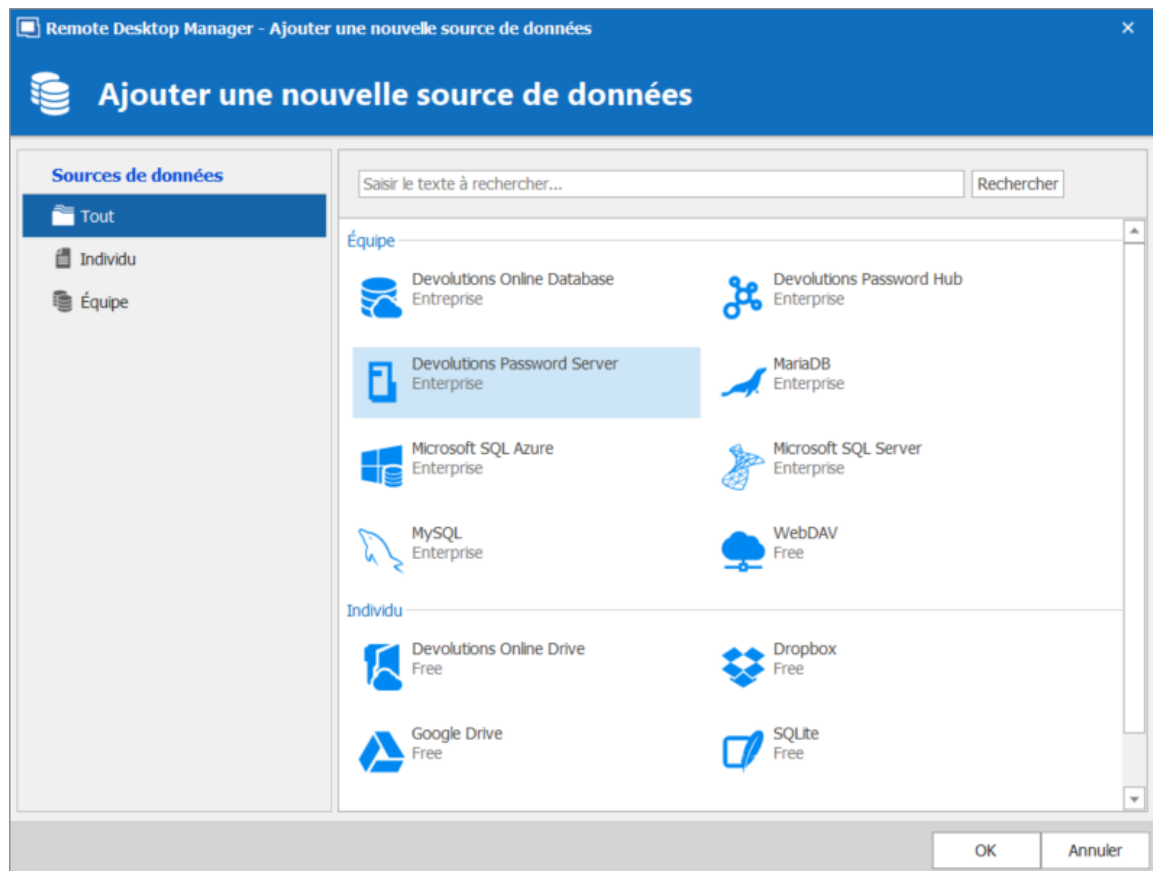 Remote Desktop Manager - Ajouter une nouvelle source de données
Ajouter une nouvelle source de données
Sources de données
Tout
Individu
Équipe
Saisir le texte à rechercher...
Rechercher
Équipe
Devolutions Online Database
Entreprise
Devolutions Password Hub
Enterprise
Devolutions Password Server
Enterprise
MariaDB
Enterprise
Microsoft SQL Azure
Enterprise
Microsoft SQL Server
Enterprise
MySQL
Enterprise
WebDAV
Free
Individu
Devolutions Online Drive
Free
Dropbox
Free
Google Drive
Free
SQLite
Free
OK
Annuler